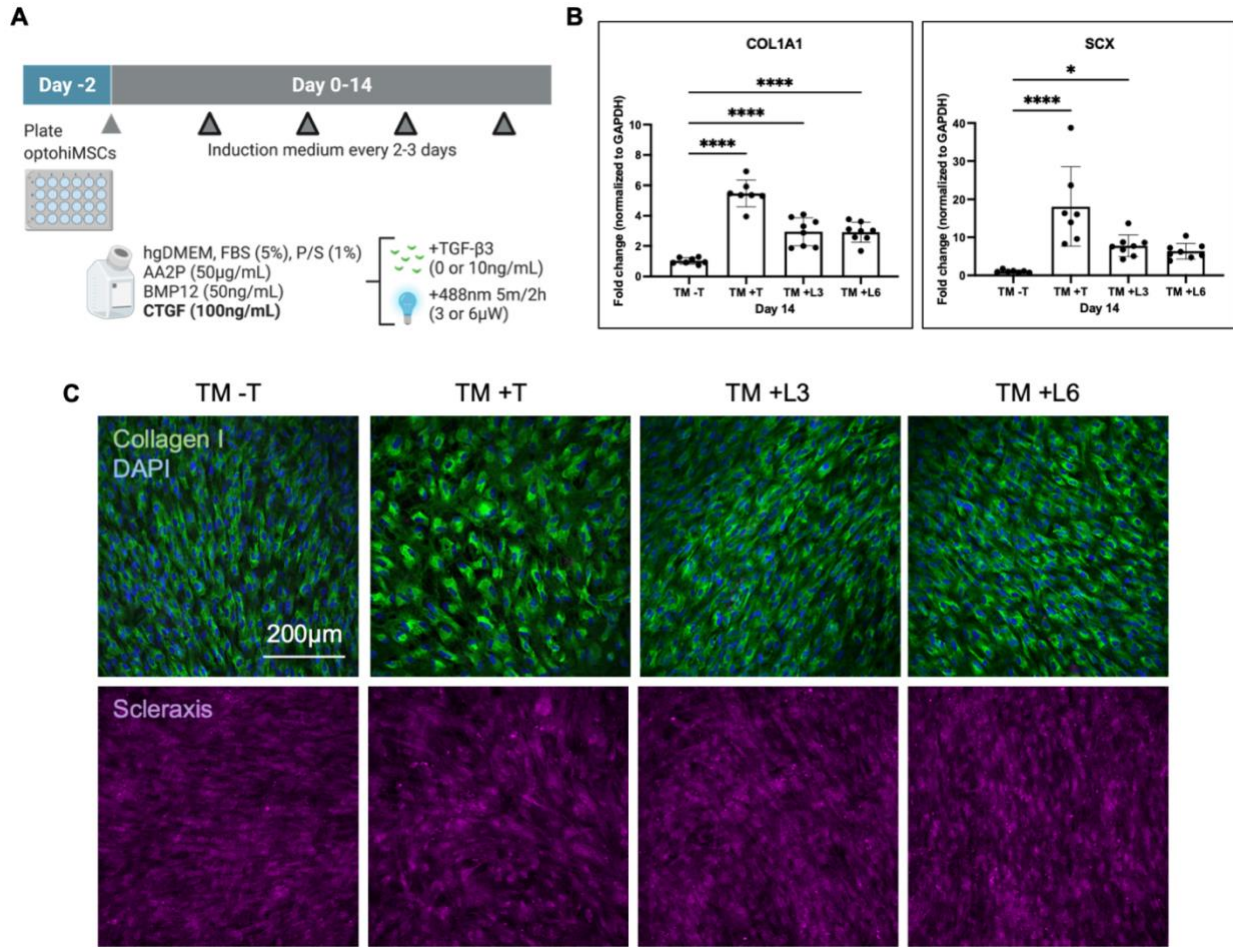 A
Day -2
Day 0-14
Plate
optohiMSCs
Induction medium every 2-3 days
hgDMEM, FBS (5%), P/S (1%)
AA2P (50µg/mL)
BMP12 (50ng/mL)
CTGF (100ng/mL)
+TGF-β3
(0 or 10ng/mL)
+488nm 5m/2h
(3 or 6µW)
B
COL1A1
Fold change (normalized to GAPDH)
10
8
6
4
2
0
****
****
****
TM -T TM +T TM +L3 TM +L6
Day 14
SCX
Fold change (normalized to GAPDH)
40
30
20
10
0
*
****
TM -T TM +T TM +L3 TM +L6
Day 14
C
TM -T TM +T TM +L3 TM +L6
Collagen I
DAPI
200µm
Scleraxis